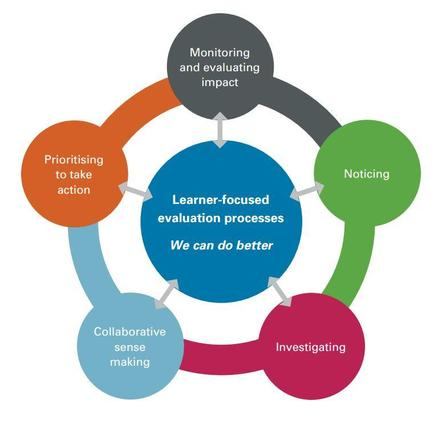 Monitoring
and evaluating
impact
Noticing
Investigating
Collaborative
sense
making
Prioritising
to take
action
Learner-focused
evaluation processes
We can do better